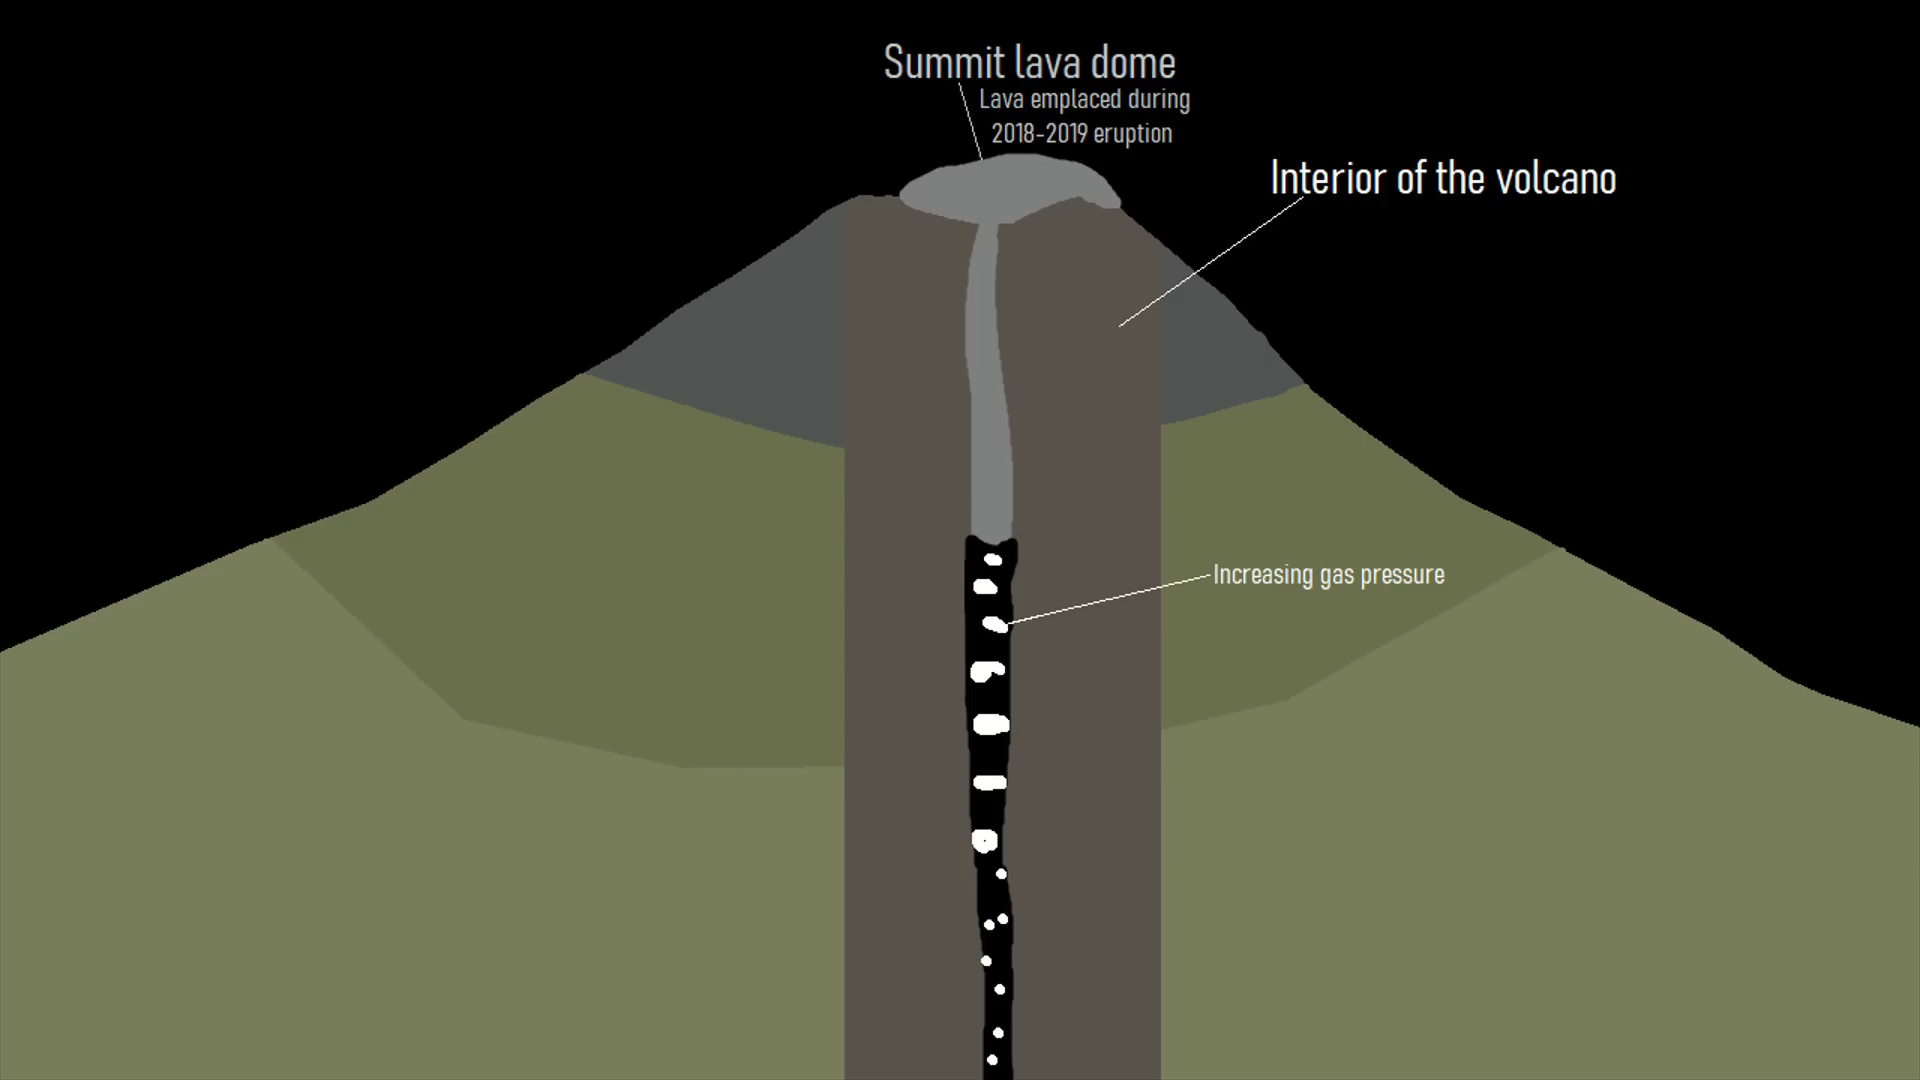 Summit lava dome
Lava emplaced during
2018-2019 eruption
Interior of the volcano
Increasing gas pressure